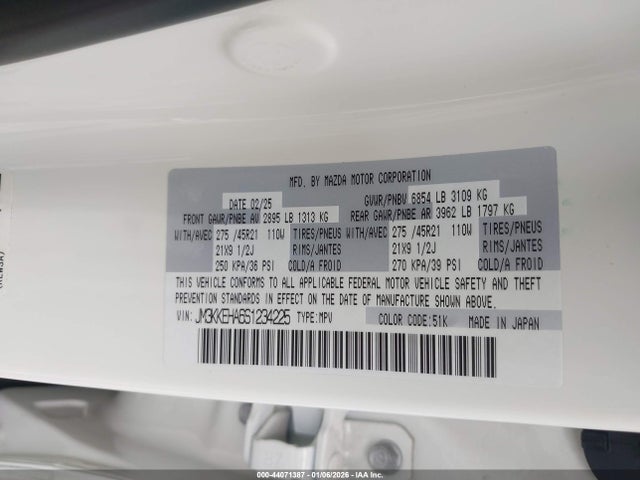 MFD. BY MAZDA MOTOR CORPORATION
DATE 02/25 GVWR/PNBV 6854 LB 3109 KG
FRONT GAWR/PNBE AV 2895 LB 1313 KG REAR GAWR/PNBE AR 3962 LB 1797 KG
WITH/AVEC 275 /45R21 110W TIRES/PNEUS WITH/AVEC 275 /45R21 110W TIRES/PNEUS
21X9 1/2J RIMS/JANTES 21X9 1/2J RIMS/JANTES
250 KPA/36 PSI COLD/A FROID 270 KPA/39 PSI COLD/A FROID
THIS VEHICLE CONFORMS TO ALL APPLICABLE FEDERAL MOTOR VEHICLE SAFETY AND THEFT
PREVENTION STANDARDS IN EFFECT ON THE DATE OF MANUFACTURE SHOWN ABOVE.
VIN: JM3KKEHA6S1234225 TYPE:MPV COLOR CODE:51K MADE IN JAPAN
000-44071387 - 01/06/2026 - IAA Inc.